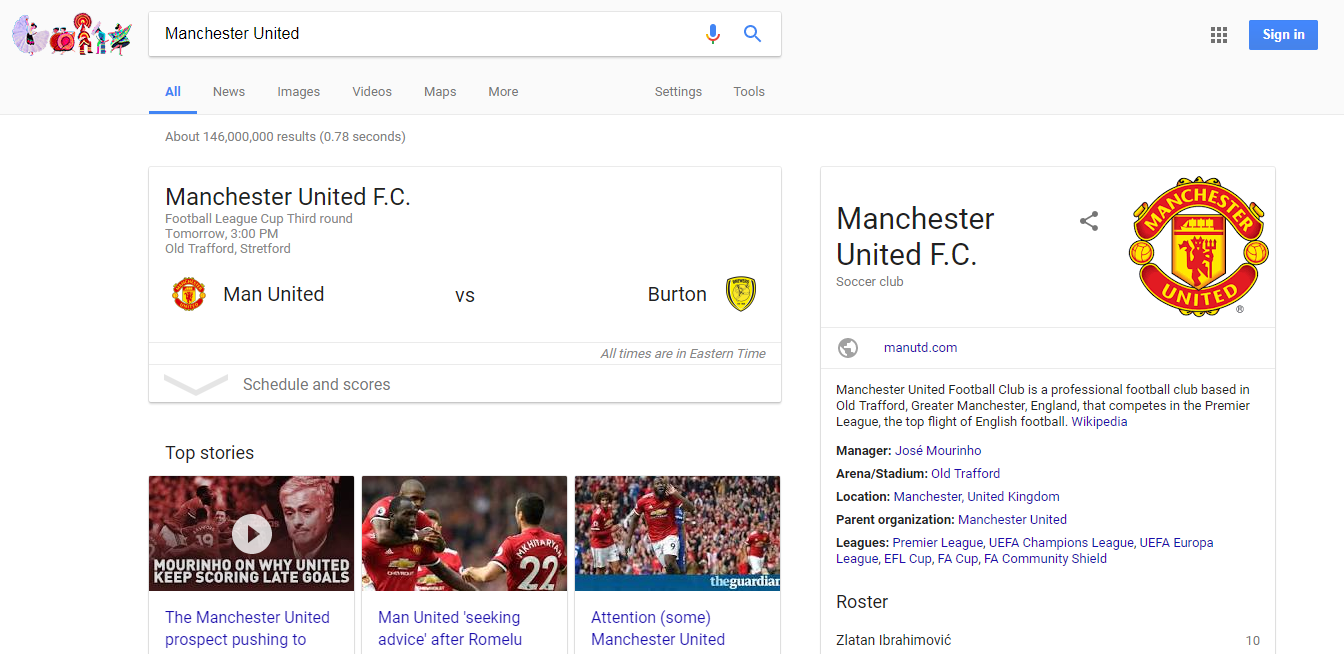 Manchester United
Sign in
All
News
Images
Videos
Maps
More
Settings
Tools
About 146,000,000 results (0.78 seconds)
Manchester United F.C.
Football League Cup Third round
Tomorrow, 3:00 PM
Old Trafford, Stretford
Man United
vs
Burton
All times are in Eastern Time
Schedule and scores
Top stories
MOURINHO ON WHY UNITED
KEEP SCORING LATE GOALS
The Manchester United
prospect pushing to
MKHITARYAN
22
CHEVROLET
Man United 'seeking
advice' after Romelu
9
theguardian
Attention (some)
Manchester United
Manchester
United F.C.
Soccer club
MANCHESTER
UNITED
®
manutd.com
Manchester United Football Club is a professional football club based in
Old Trafford, Greater Manchester, England, that competes in the Premier
League, the top flight of English football. Wikipedia
Manager: José Mourinho
Arena/Stadium: Old Trafford
Location: Manchester, United Kingdom
Parent organization: Manchester United
Leagues: Premier League, UEFA Champions League, UEFA Europa
League, EFL Cup, FA Cup, FA Community Shield
Roster
Zlatan Ibrahimović 10